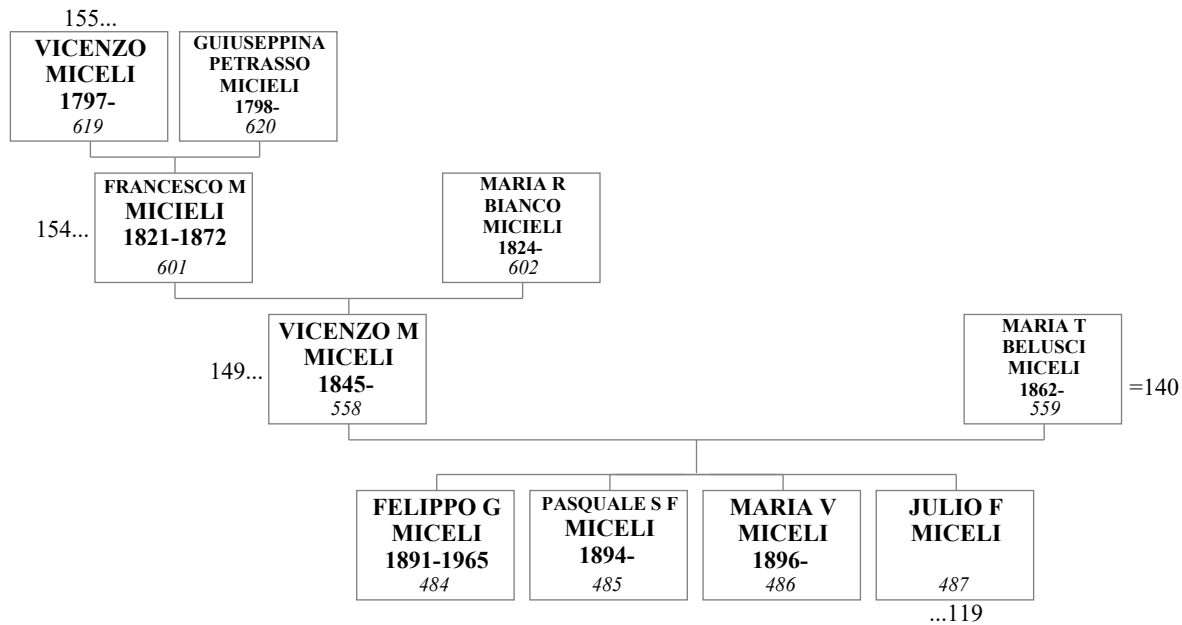 155...
VICENZO
MICELI
1797-
619
GUIUSEPPINA
PETRASSO
MICIELI
1798-
620
154...
FRANCESCO M
MICIELI
1821-1872
601
MARIA R
BIANCO
MICIELI
1824-
602
149...
VICENZO M
MICELI
1845-
558
MARIA T
BELUSCI
MICELI
1862-
559
=140
FELIPPO G
MICELI
1891-1965
484
PASQUALE S F
MICELI
1894-
485
MARIA V
MICELI
1896-
486
JULIO F
MICELI
487
...119